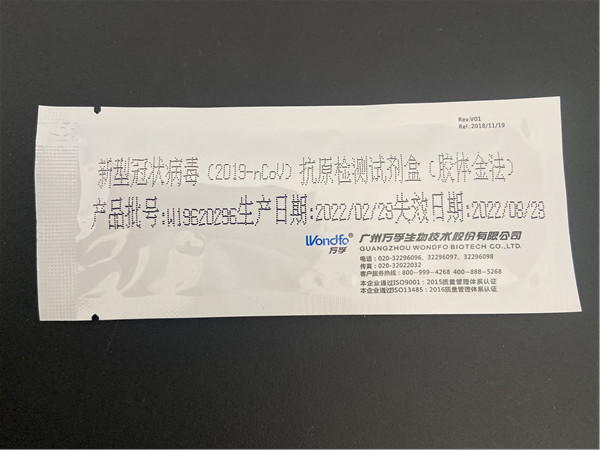 Rev.V01
Rel.:2018/11/19
新型冠状病毒（2019-nCoV）抗原检测试剂盒（胶体金法）
产品批号:W19620296生产日期:2022/02/28失效日期:2022/08/28
Wondfo®
万孚
广州万孚生物技术股份有限公司
GUANGZHOU WONDFO BIOTECH CO.,LTD.
电话：020-32296096、32296097、32296098
传真：020-32022032
客户服务热线：800-999-4268 400-888-5268
本企业通过ISO9001：2015质量管理体系认证
本企业通过ISO13485：2016质量管理体系认证